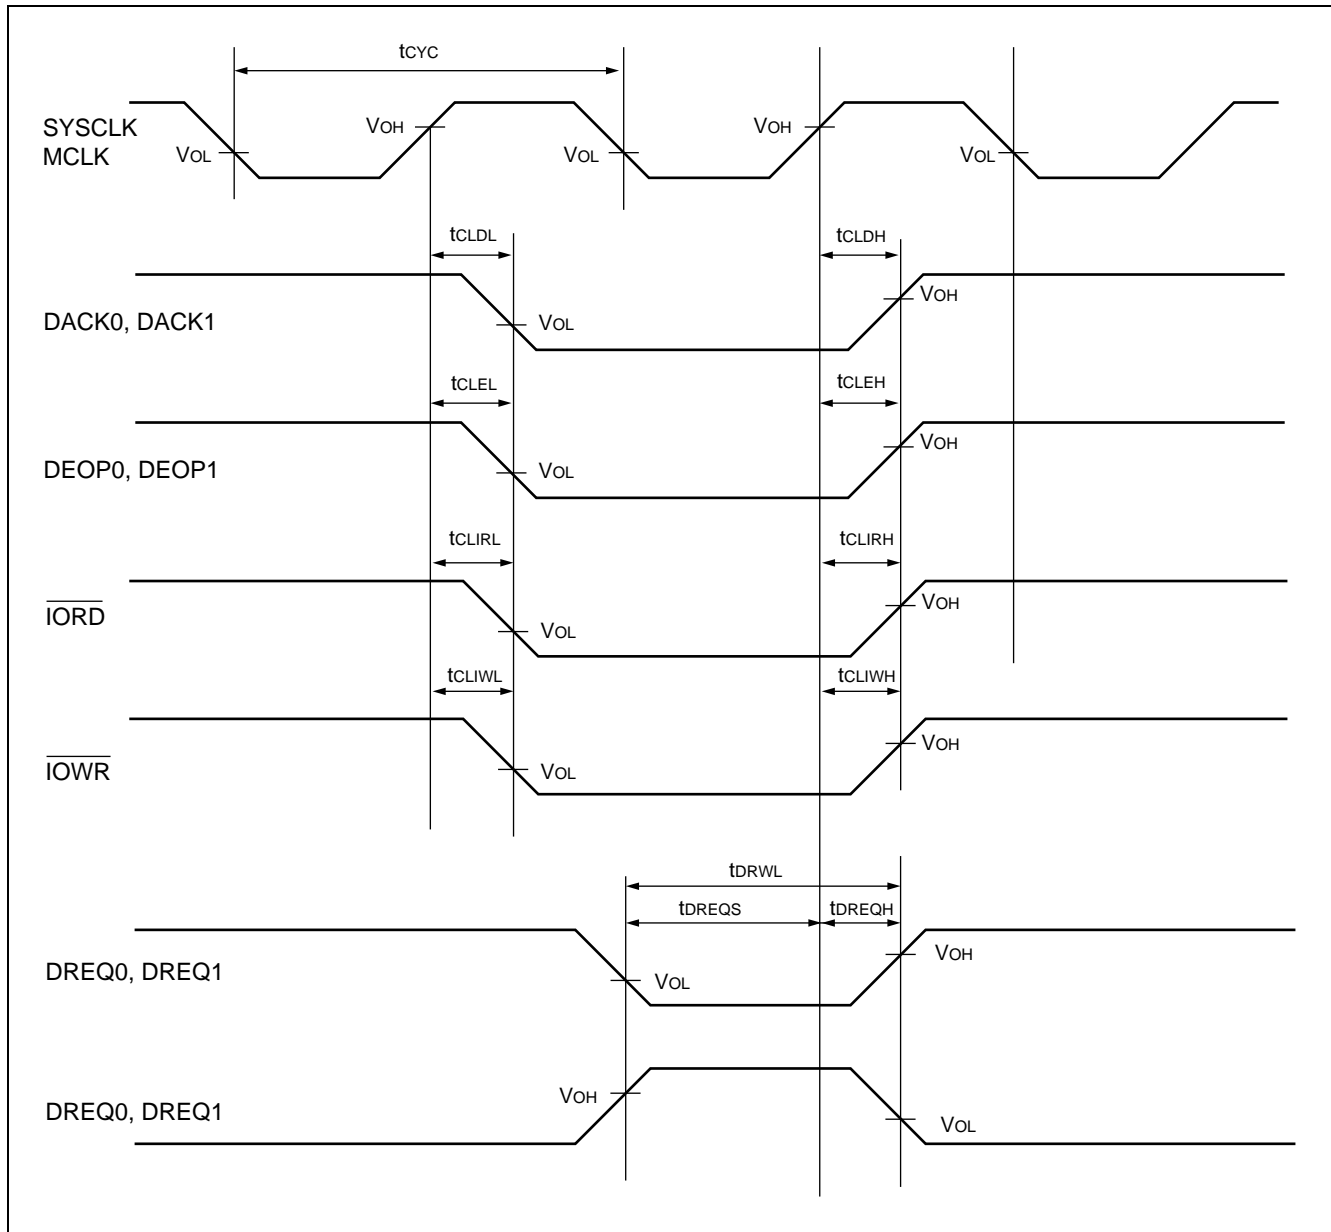 tCYC
SYSCLK
MCLK
VOL
VOH
VOL
VOH
VOL
tCLDL
tCLDH
DACK0, DACK1
VOL
VOH
tCLEL
tCLEH
DEOP0, DEOP1
VOL
VOH
tCLIRL
tCLIRH
IORD
VOL
VOH
tCLIWL
tCLIWH
IOWR
VOL
VOH
tDRWL
tDREQS
tDREQH
DREQ0, DREQ1
VOL
VOH
DREQ0, DREQ1
VOH
VOL